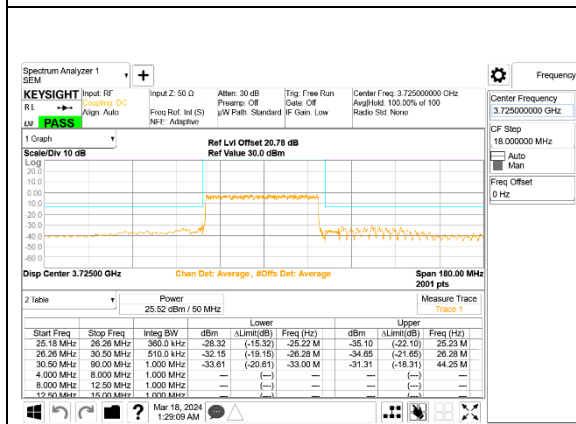 Spectrum Analyzer 1
SEM
+
Frequency
KEYSIGHT Input: RF Input Z: 50 Ω Atten: 30 dB Trig: Free Run Center Freq: 3.725000000 GHz
R L Coupling: DC Preamp: Off Gate: Off Avg|Hold: 100.00% of 100
Align: Auto Freq Ref: Int (S) µW Path: Standard IF Gain: Low Radio Std: None
PASS NFE: Adaptive
Center Frequency
3.725000000 GHz
CF Step
18.000000 MHz
Auto
Man
Freq Offset
0 Hz
1 Graph
Ref Lvl Offset 20.78 dB
Scale/Div 10 dB Ref Value 30.0 dBm
Log
20.0
10.0
0.00
-10.0
-20.0
-30.0
-40.0
-50.0
-60.0
Disp Center 3.72500 GHz Chan Det: Average, #Offs Det: Average Span 180.00 MHz
2001 pts
2 Table Power Measure Trace
25.52 dBm / 50 MHz Trace 1
Lower Upper
Start Freq Stop Freq Integ BW dBm ΔLimit(dB) Freq (Hz) dBm ΔLimit(dB) Freq (Hz)
25.18 MHz 26.26 MHz 360.0 kHz -28.32 (-15.32) -25.22 M -35.10 (-22.10) 25.23 M
26.26 MHz 30.50 MHz 510.0 kHz -32.15 (-19.15) -26.28 M -34.65 (-21.65) 26.28 M
30.50 MHz 90.00 MHz 1.000 MHz -33.61 (-20.61) -33.00 M -31.31 (-18.31) 44.25 M
4.000 MHz 8.000 MHz 1.000 MHz --- (---) --- --- (---) ---
8.000 MHz 12.50 MHz 1.000 MHz --- (---) --- --- (---) ---
12.50 MHz 15.00 MHz 1.000 MHz --- (---) --- --- (---) ---
? Mar 18, 2024
1:29:09 AM